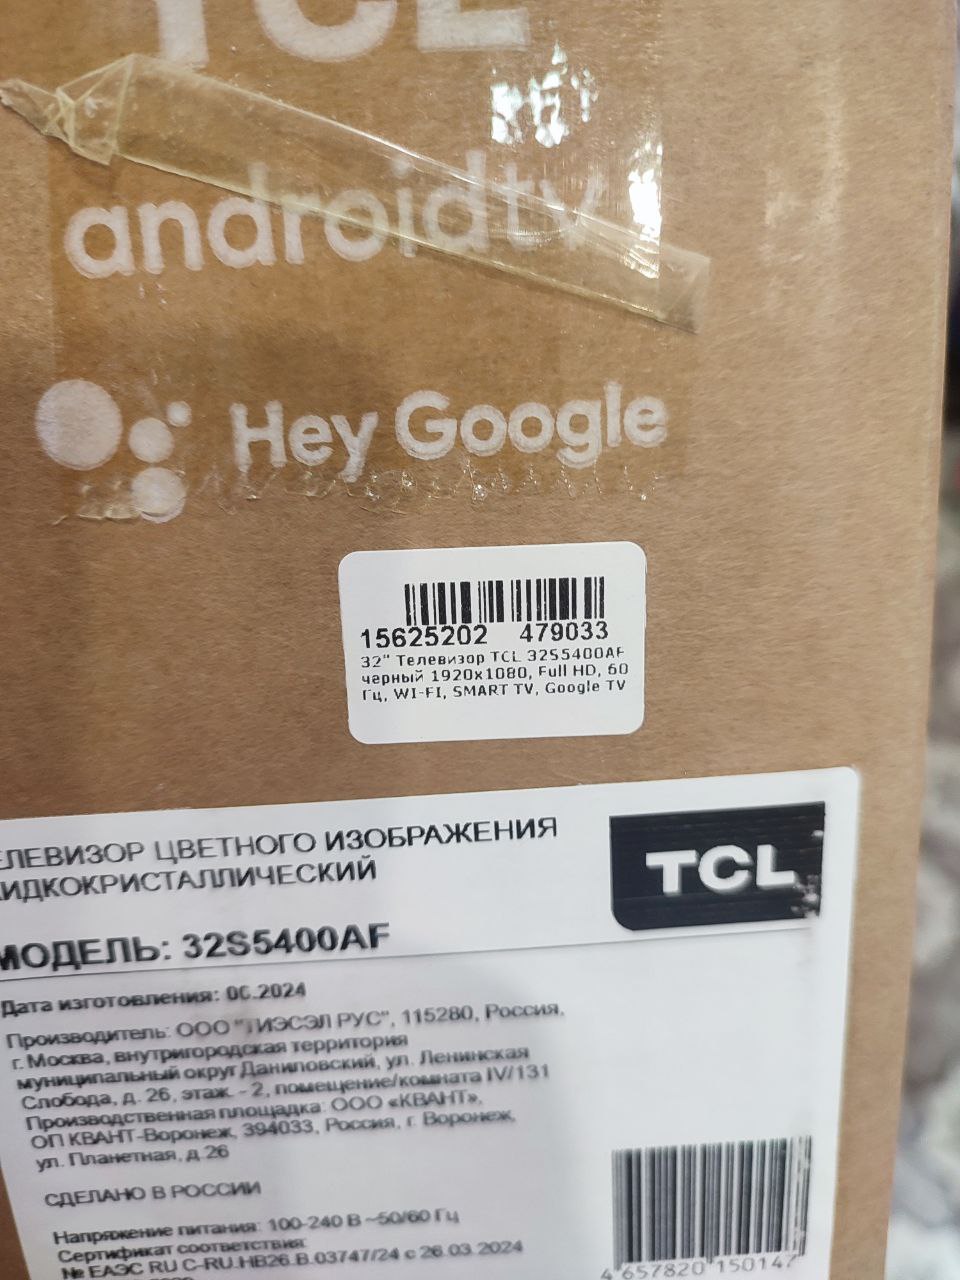 TCL
androidtv
Hey Google
15625202 479033
32" Телевизор TCL 32S5400AF
черный 1920x1080, Full HD, 60
Гц, WI-FI, SMART TV, Google TV
ЕЛЕВИЗОР ЦВЕТНОГО ИЗОБРАЖЕНИЯ
ИДКОКРИСТАЛЛИЧЕСКИЙ
TCL
МОДЕЛЬ: 32S5400AF
Дата изготовления: 06.2024
Производитель: ООО "ТИЭСЭЛ РУС", 115280, Россия,
г. Москва, внутригородская территория
муниципальный округ Даниловский, ул. Ленинская
Слобода, д. 26, этаж. - 2, помещение/комната IV/131
Производственная площадка: ООО «КВАНТ»,
ОП КВАНТ-Воронеж, 394033, Россия, г. Воронеж,
ул. Планетная, д.26
СДЕЛАНО В РОССИИ
Напряжение питания: 100-240 В ~50/60 Гц
Сертификат соответствия:
№ ЕАЭС RU C-RU.НВ26.В.03747/24 с 26.03.2024
4 657820 150147